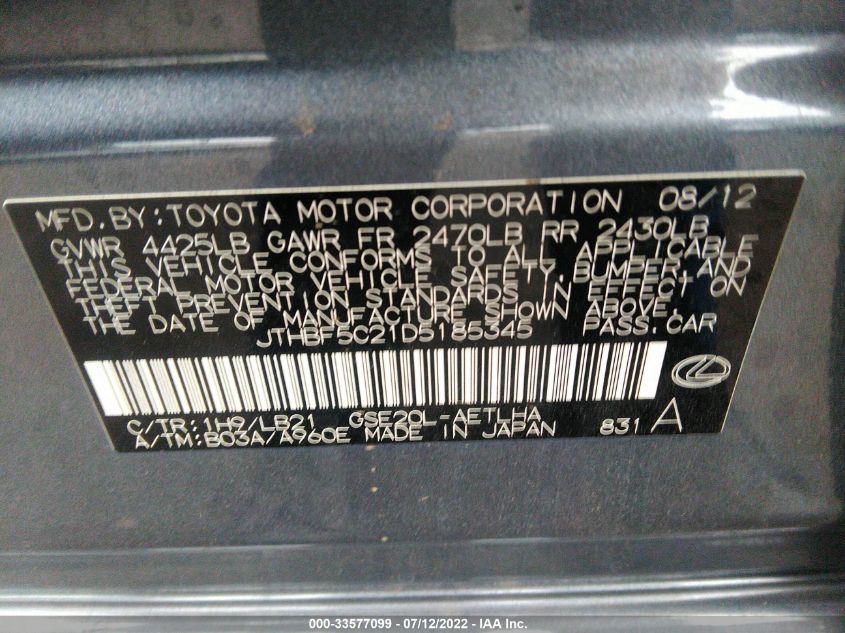 MFD.BY:TOYOTA MOTOR CORPORATION 08/12
GVWR 4425LB GAWR FR 2470LB RR 2430LB
THIS VEHICLE CONFORMS TO ALL APPLICABLE
FEDERAL MOTOR VEHICLE SAFETY, BUMPER, AND
THEFT PREVENTION STANDARDS IN EFFECT ON
THE DATE OF MANUFACTURE SHOWN ABOVE.
JTHBF5C21D5185345 PASS.CAR
C/TR:1H9/LB21 GSE20L-AETLHA
A/TM:B03A/A960E MADE IN JAPAN 831 A
000-33577099 / 07/12/2022 - IAA Inc.